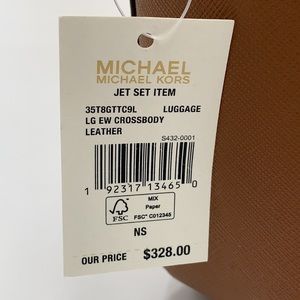 MICHAEL
MICHAEL KORS
JET SET ITEM
35T8GTTC9L LUGGAGE
LG EW CROSSBODY
LEATHER
S432-0001
1 92317 13465 0
FSC
MIX
Paper
FSC® C012345
NS
OUR PRICE $328.00